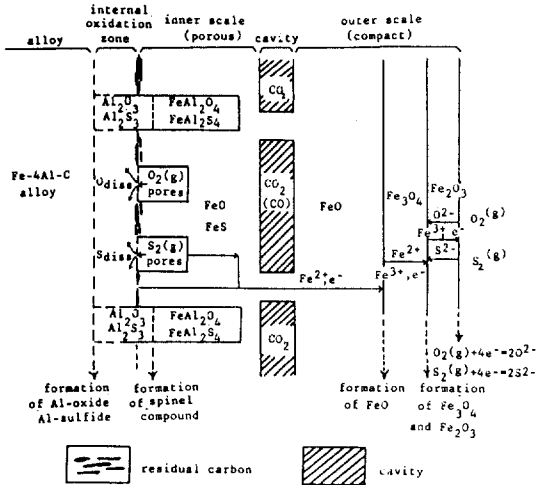 internal oxidation zone
inner scale (porous)
cavity
outer scale (compact)
alloy
CO2
Al2O3
Al2S3
FeAl2O4
FeAl2S4
Fe-4Al-C alloy
Odiss
O2(g) pores
FeO
FeS
CO2 (CO)
FeO
Fe3O4
Fe2O3
O2-
O2(g)
Fe3+ e-
S2-
S2(g)
Fe2+
Fe3+,e-
Sdiss
S2(g) pores
Fe2+,e-
Al2O3
Al2S3
FeAl2O4
FeAl2S4
CO2
O2(g)+4e-=2O2-
S2(g)+4e-=2S2-
formation of Al-oxide Al-sulfide
formation of spinel compound
formation of FeO
formation of Fe3O4 and Fe2O3
residual carbon
cavity